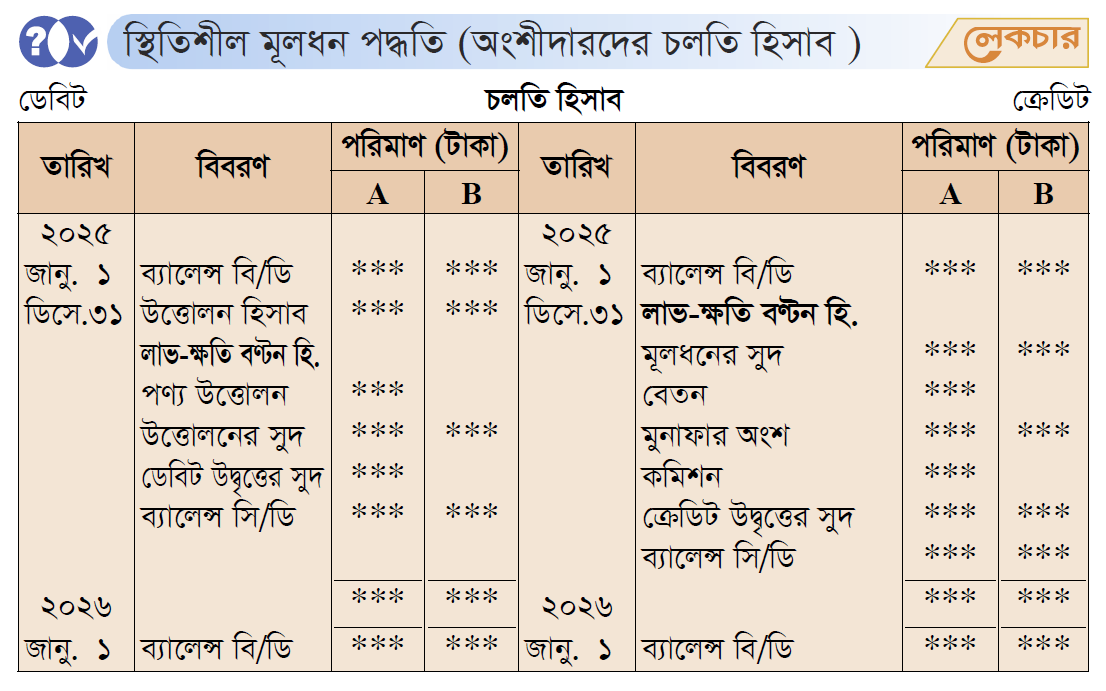 ?
স্থিতিশীল মূলধন পদ্ধতি (অংশীদারদের চলতি হিসাব )
লেকচার
ডেবিট চলতি হিসাব ক্রেডিট
তারিখ বিবরণ পরিমাণ (টাকা) তারিখ বিবরণ পরিমাণ (টাকা)
A B A B
২০২৫ ২০২৫
জানু. ১ ব্যালেন্স বি/ডি *** *** জানু. ১ ব্যালেন্স বি/ডি *** ***
ডিসে.৩১ উত্তোলন হিসাব *** *** ডিসে.৩১ লাভ-ক্ষতি বণ্টন হি.
লাভ-ক্ষতি বণ্টন হি. মূলধনের সুদ *** ***
পণ্য উত্তোলন *** বেতন ***
উত্তোলনের সুদ *** *** মুনাফার অংশ *** ***
ডেবিট উদ্বৃত্তের সুদ *** কমিশন ***
ব্যালেন্স সি/ডি *** *** ক্রেডিট উদ্বৃত্তের সুদ *** ***
ব্যালেন্স সি/ডি *** ***
২০২৬ *** *** ২০২৬ *** ***
জানু. ১ ব্যালেন্স বি/ডি *** *** জানু. ১ ব্যালেন্স বি/ডি *** ***